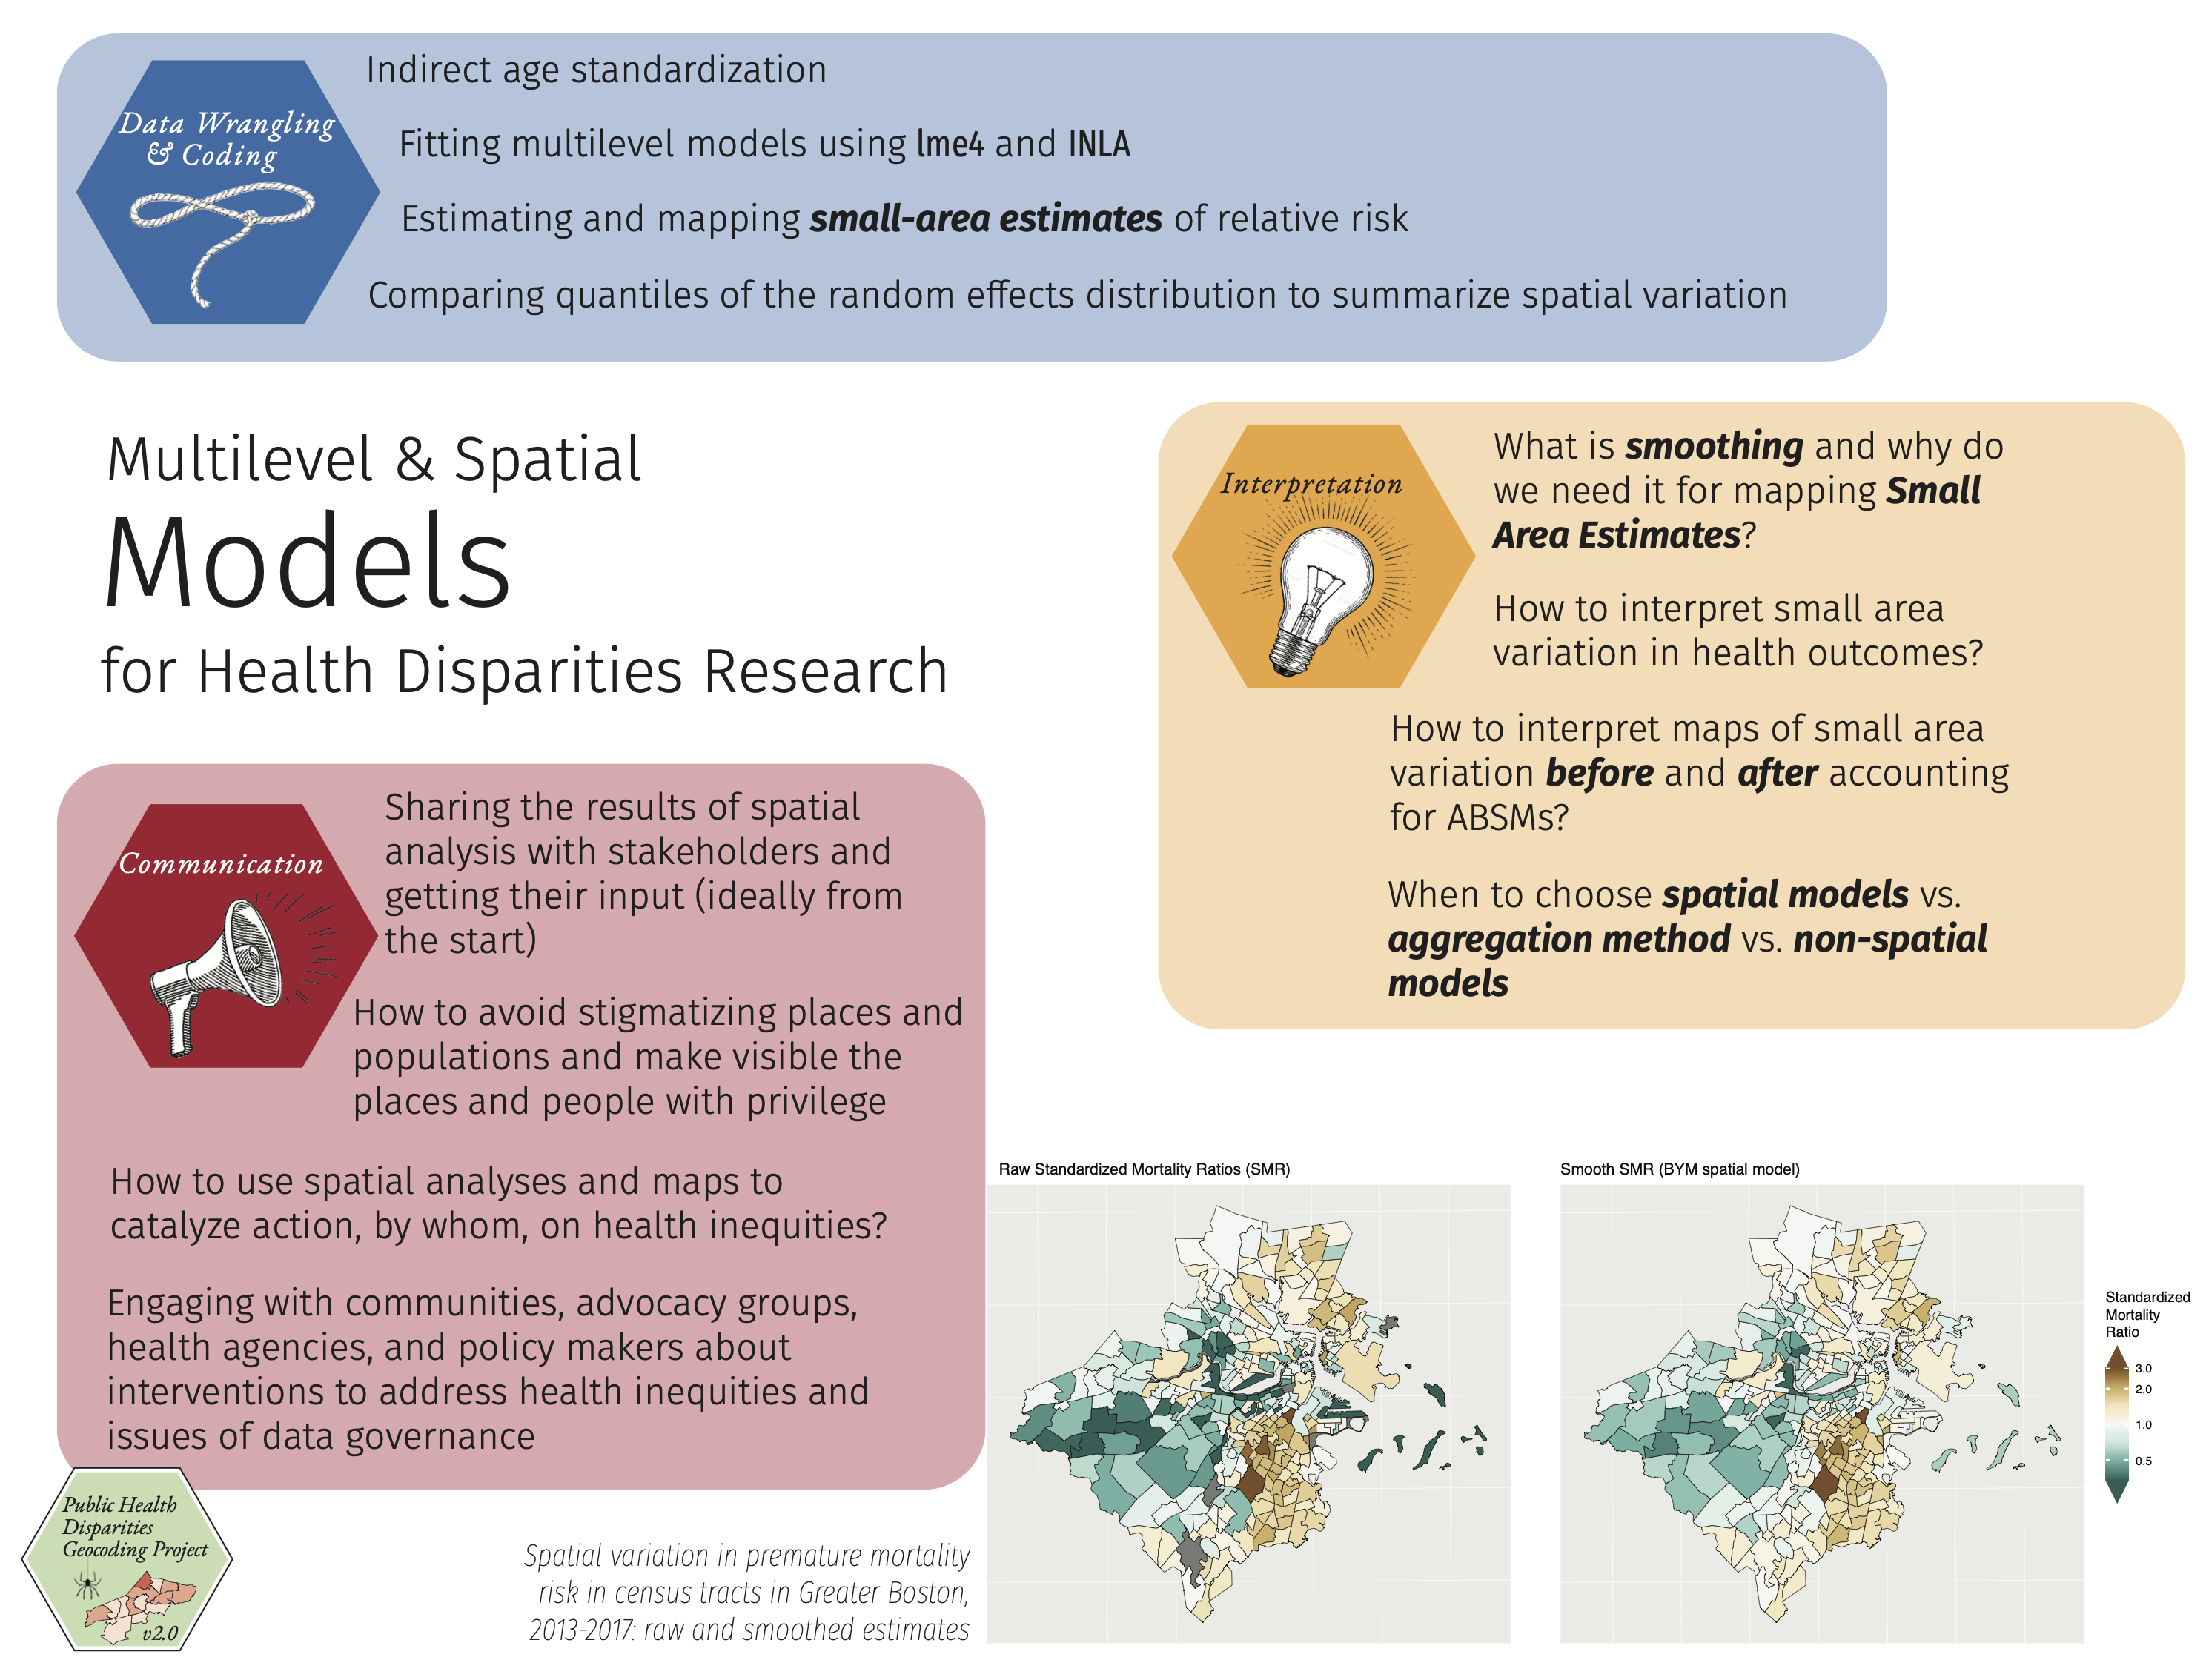 Data Wrangling
& Coding
Indirect age standardization
Fitting multilevel models using lme4 and INLA
Estimating and mapping small-area estimates of relative risk
Comparing quantiles of the random effects distribution to summarize spatial variation
Multilevel & Spatial
Models
for Health Disparities Research
Interpretation
What is smoothing and why do
we need it for mapping Small
Area Estimates?
How to interpret small area
variation in health outcomes?
How to interpret maps of small area
variation before and after accounting
for ABSMs?
When to choose spatial models vs.
aggregation method vs. non-spatial
models
Communication
Sharing the results of spatial
analysis with stakeholders and
getting their input (ideally from
the start)
How to avoid stigmatizing places and
populations and make visible the
places and people with privilege
How to use spatial analyses and maps to
catalyze action, by whom, on health inequities?
Engaging with communities, advocacy groups,
health agencies, and policy makers about
interventions to address health inequities and
issues of data governance
Public Health
Disparities
Geocoding Project
v2.0
Spatial variation in premature mortality
risk in census tracts in Greater Boston,
2013-2017: raw and smoothed estimates
Raw Standardized Mortality Ratios (SMR)
Smooth SMR (BYM spatial model)
Standardized
Mortality
Ratio
3.0
2.0
1.0
0.5